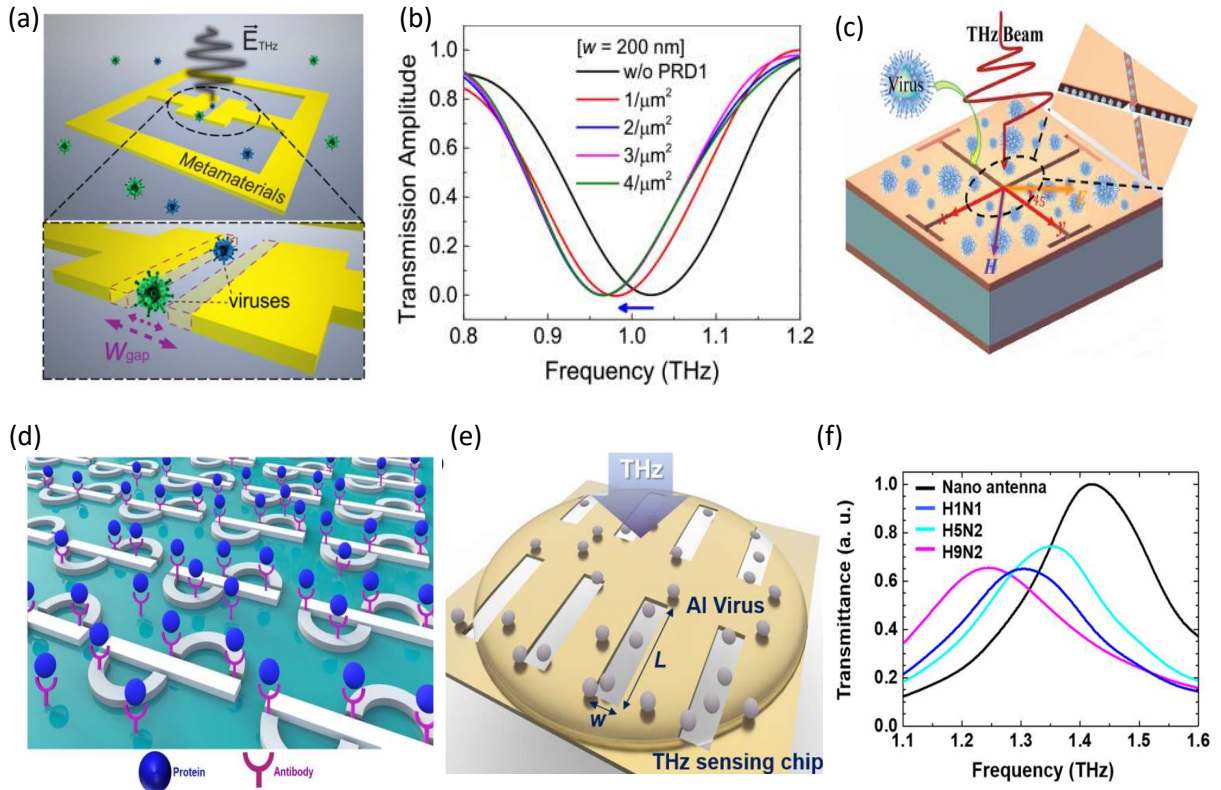 (a)
E THz
Metamaterials
viruses
Wgap
(b)
[w = 200 nm]
w/o PRD1
1/μm²
2/μm²
3/μm²
4/μm²
Transmission Amplitude
1.0
0.8
0.6
0.4
0.2
0.0
0.8 0.9 1.0 1.1 1.2
Frequency (THz)
(c)
THz Beam
Virus
45
E
x
y
H
(d)
Protein
Antibody
(e)
THz
AI Virus
L
w
THz sensing chip
(f)
Nano antenna
H1N1
H5N2
H9N2
Transmittance (a. u.)
1.0
0.8
0.6
0.4
0.2
0.0
1.1 1.2 1.3 1.4 1.5 1.6
Frequency (THz)